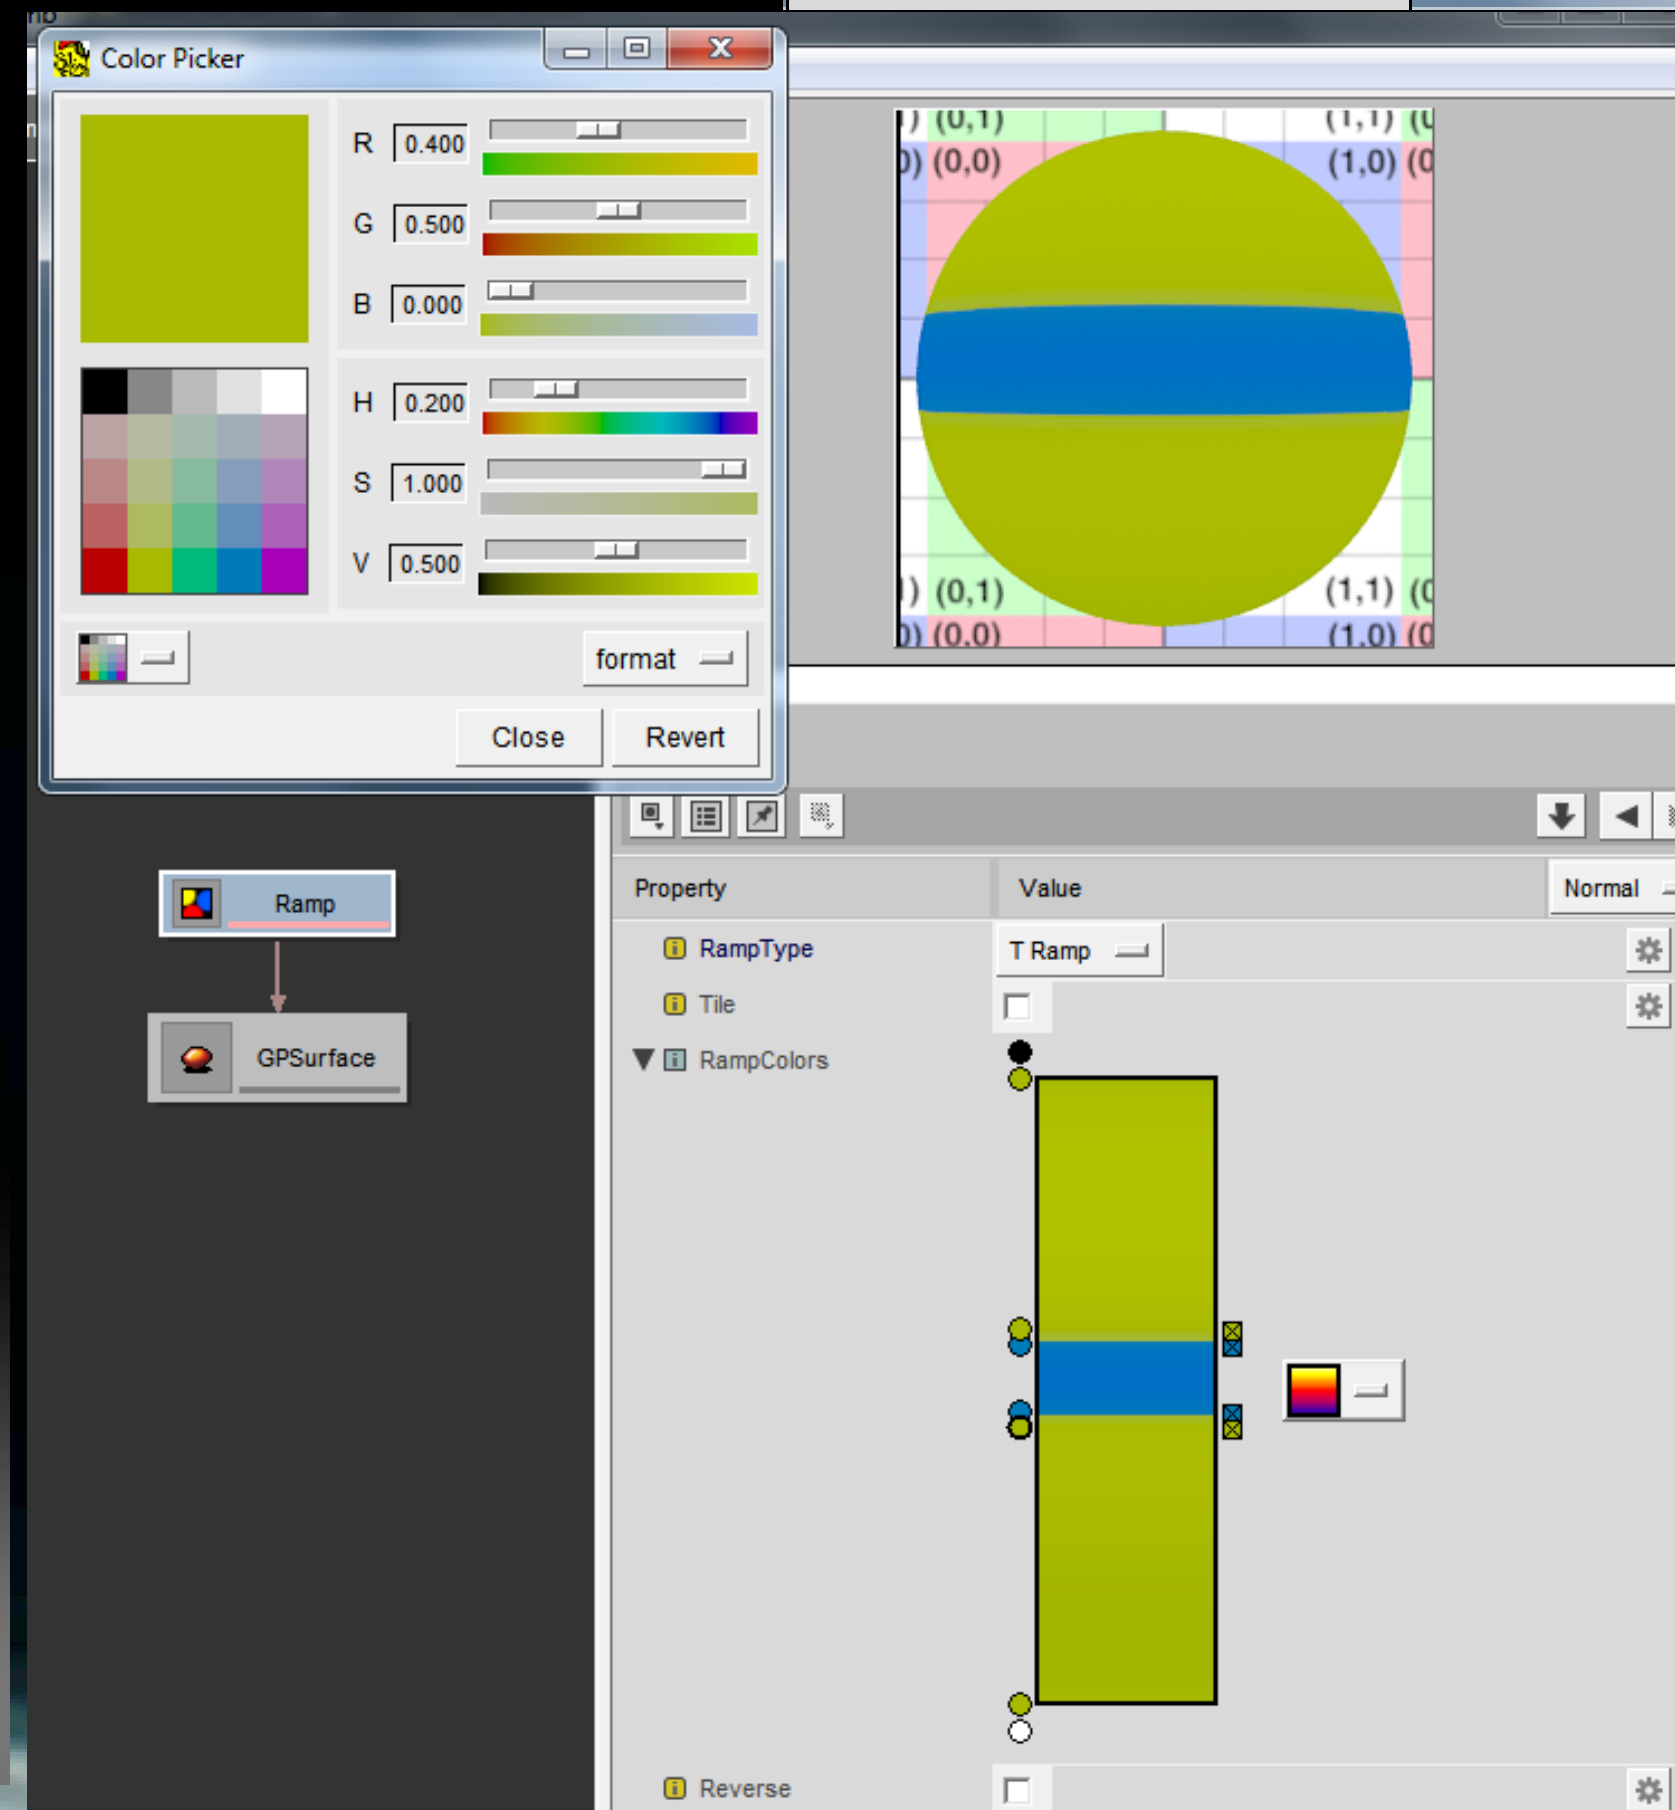 Color Picker
R 0.400
G 0.500
B 0.000
H 0.200
S 1.000
V 0.500
format
Close Revert
(0,1) (1,1)
(0,0) (1,0)
(0,1) (1,1)
(0,0) (1,0)
Ramp
GPSurface
Property Value Normal
RampType T Ramp
Tile
RampColors
Reverse